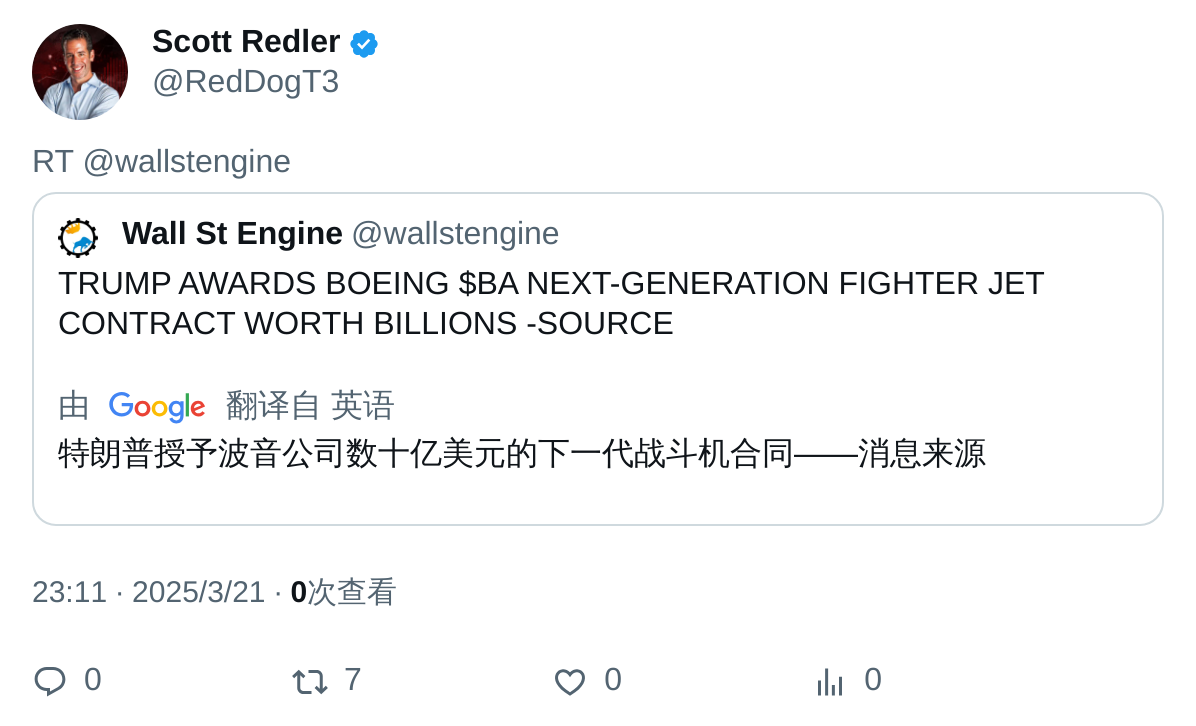 Scott Redler
@RedDogT3
RT @wallstengine
Wall St Engine @wallstengine
TRUMP AWARDS BOEING $BA NEXT-GENERATION FIGHTER JET
CONTRACT WORTH BILLIONS -SOURCE
由 Google 翻译自 英语
特朗普授予波音公司数十亿美元的下一代战斗机合同——消息来源
23:11 · 2025/3/21 · 0次查看
0 7 0 0